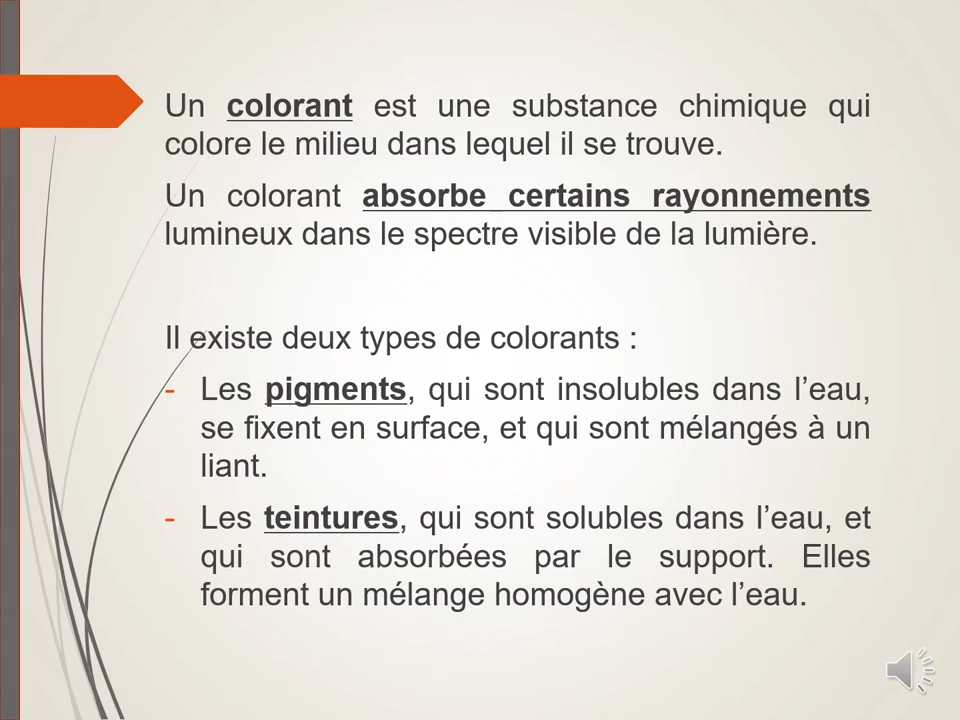 Un colorant est une substance chimique qui
colore le milieu dans lequel il se trouve.
Un colorant absorbe certains rayonnements
lumineux dans le spectre visible de la lumière.
Il existe deux types de colorants :
- Les pigments, qui sont insolubles dans l’eau,
se fixent en surface, et qui sont mélangés à un
liant.
- Les teintures, qui sont solubles dans l’eau, et
qui sont absorbées par le support. Elles
forment un mélange homogène avec l’eau.